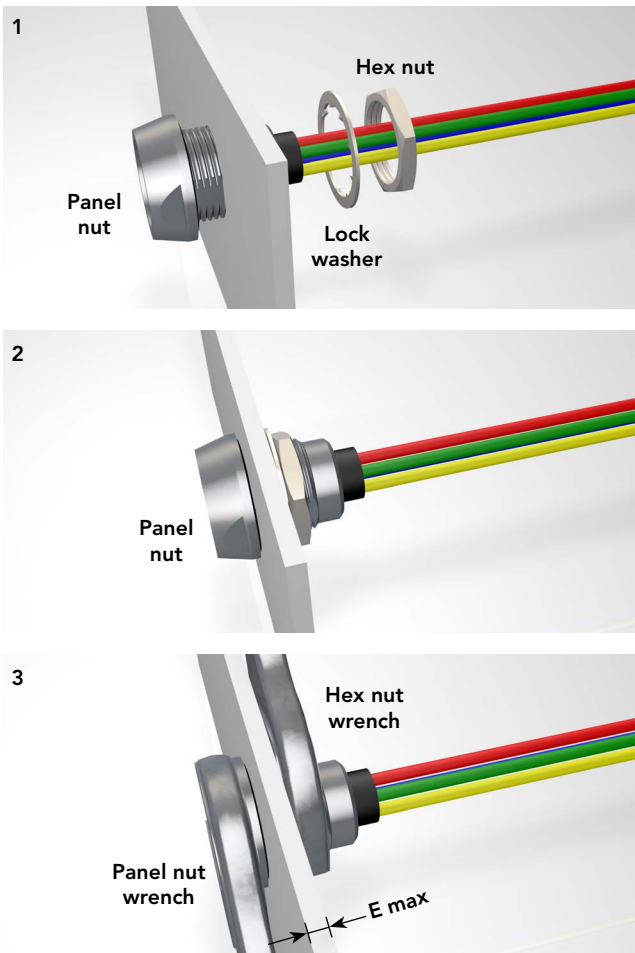 1
Hex nut
Panel
nut
Lock
washer
2
Panel
nut
3
Hex nut
wrench
Panel nut
wrench
E max